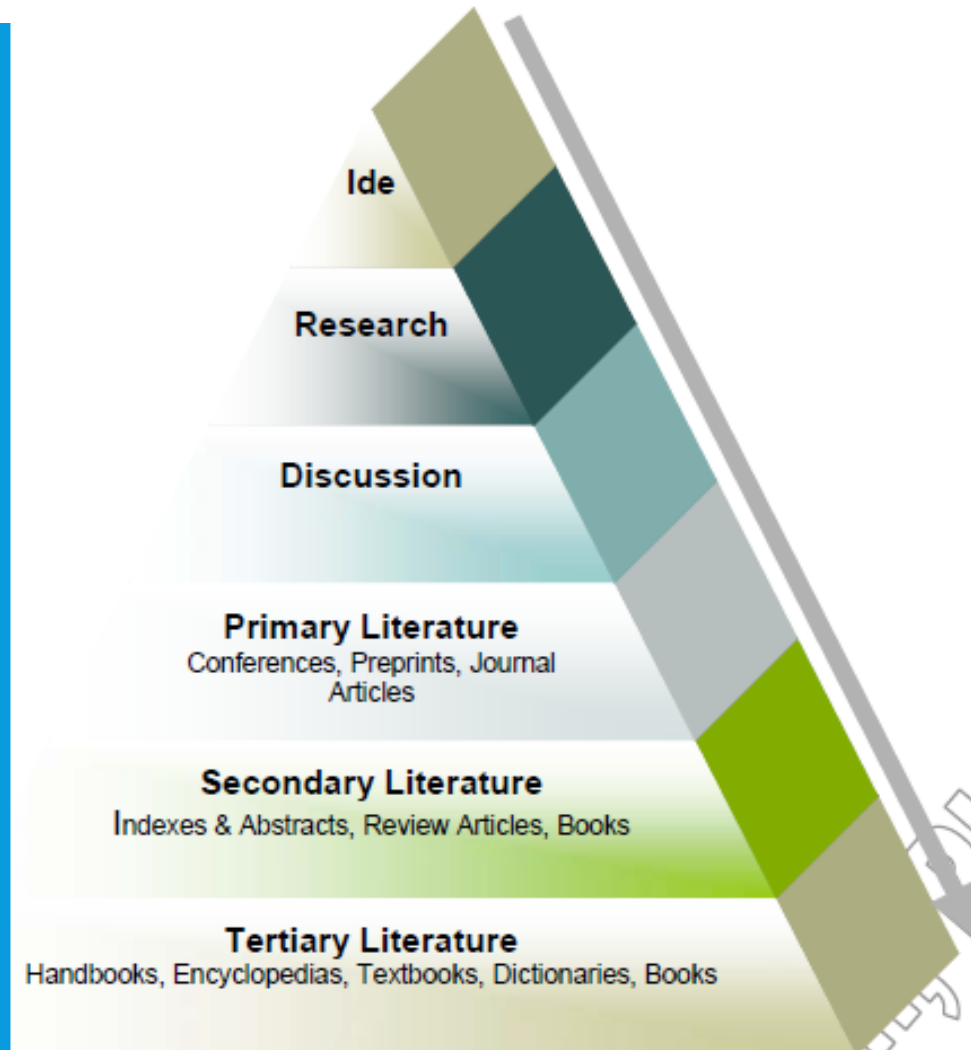 Ide
Research
Discussion
Primary Literature
Conferences, Preprints, Journal
Articles
Secondary Literature
Indexes & Abstracts, Review Articles, Books
Tertiary Literature
Handbooks, Encyclopedias, Textbooks, Dictionaries, Books